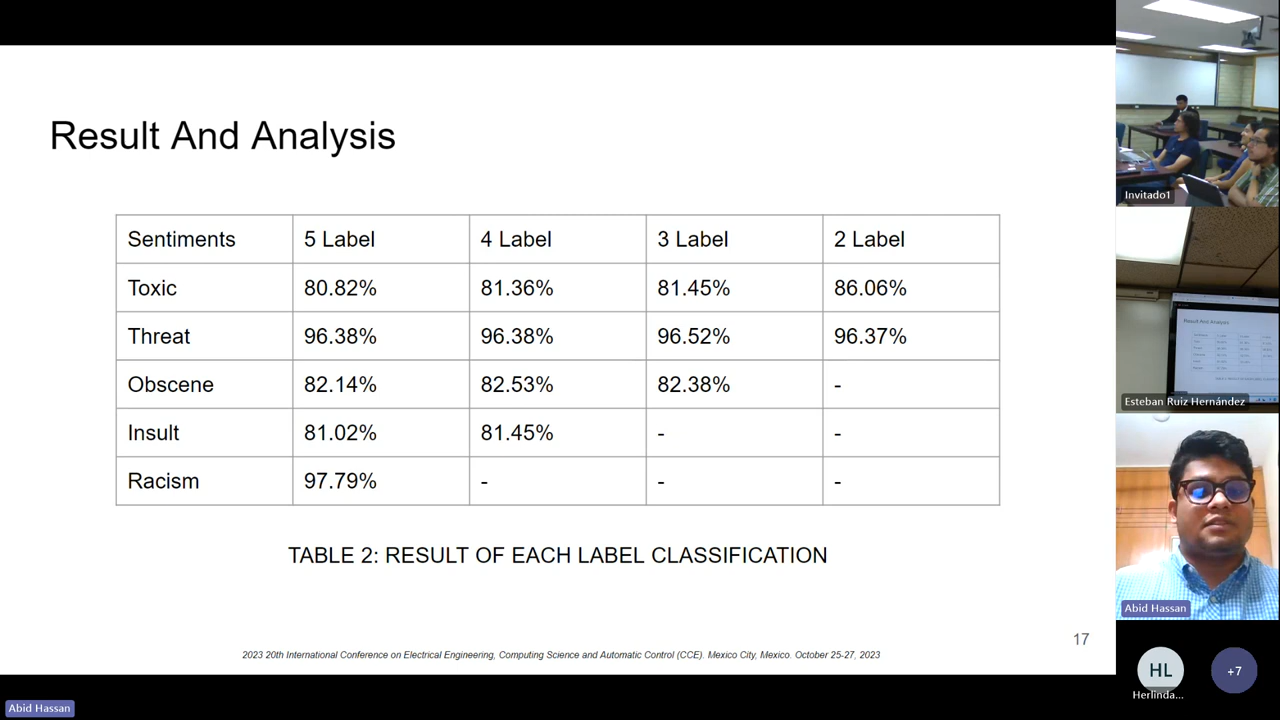 Result And Analysis
Sentiments 5 Label 4 Label 3 Label 2 Label
Toxic 80.82% 81.36% 81.45% 86.06%
Threat 96.38% 96.38% 96.52% 96.37%
Obscene 82.14% 82.53% 82.38% -
Insult 81.02% 81.45% - -
Racism 97.79% - - -
TABLE 2: RESULT OF EACH LABEL CLASSIFICATION
17
2023 20th International Conference on Electrical Engineering, Computing Science and Automatic Control (CCE). Mexico City, Mexico. October 25-27, 2023
Abid Hassan
Invitado1
Result And Analysis
Esteban Ruiz Hernández
Abid Hassan
HL
Herlinda...
+7